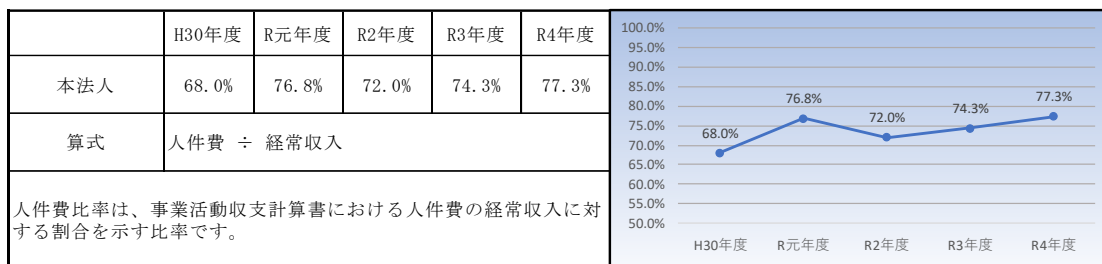 H30年度 R元年度 R2年度 R3年度 R4年度
本法人 68.0% 76.8% 72.0% 74.3% 77.3%
算式 人件費 ÷ 経常収入
人件費比率は、事業活動収支計算書における人件費の経常収入に対
する割合を示す比率です。
100.0%
95.0%
90.0%
85.0%
80.0%
75.0%
70.0%
65.0%
60.0%
55.0%
50.0%
68.0%
76.8%
72.0%
74.3%
77.3%
H30年度 R元年度 R2年度 R3年度 R4年度